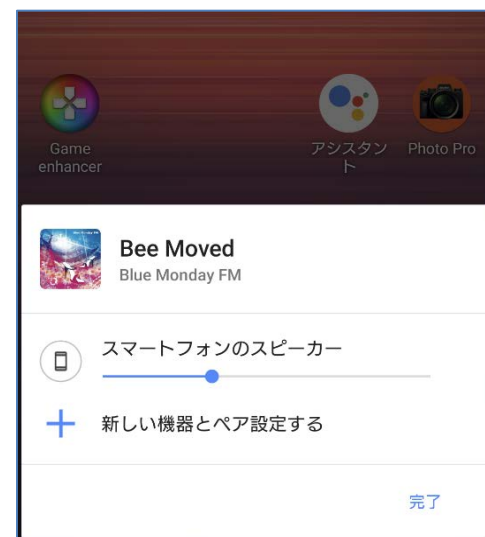 Game
enhancer
アシスタン
ト
Photo Pro
Bee Moved
Blue Monday FM
スマートフォンのスピーカー
新しい機器とペア設定する
完了